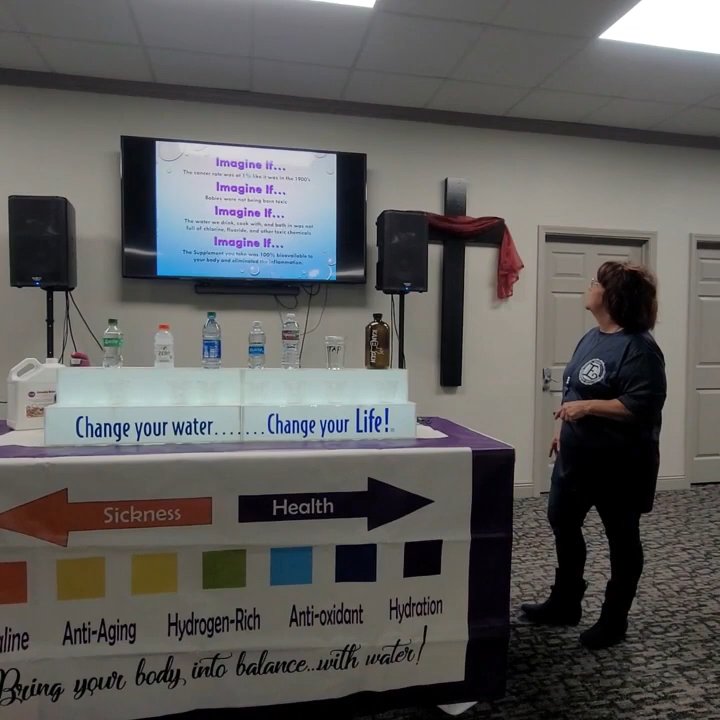 Imagine If...
The cancer rate was at 1% like it was in the 1900's
Imagine If...
Babies were not being born toxic
Imagine If...
The water we drink, cook with, and bath in was not
full of chlorine, fluoride, and other toxic chemicals
Imagine If...
The Supplement you take was 100% bioavailable to
your body and eliminated the inflammation.
Change your water.......Change your Life!
Sickness
Health
line
Anti-Aging
Hydrogen-Rich
Anti-oxidant
Hydration
Bring your body into balance...with water!